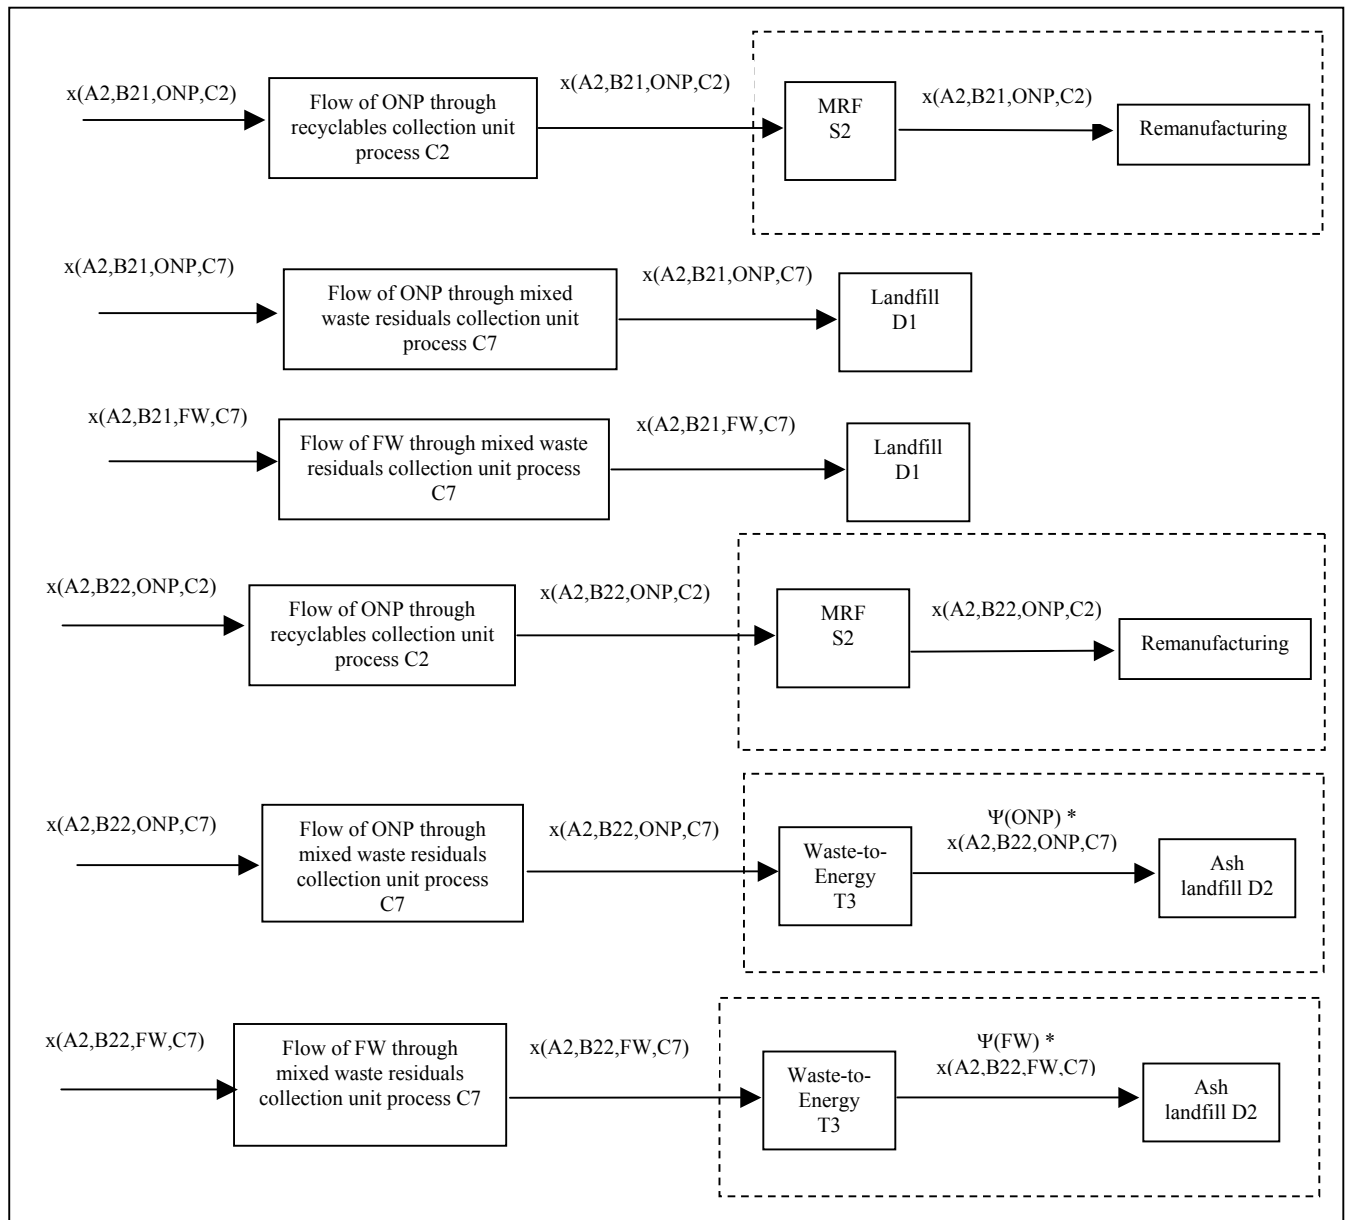 x(A2,B21,ONP,C2)
Flow of ONP through
recyclables collection unit
process C2
x(A2,B21,ONP,C2)
MRF
S2
x(A2,B21,ONP,C2)
Remanufacturing
x(A2,B21,ONP,C7)
Flow of ONP through mixed
waste residuals collection unit
process C7
x(A2,B21,ONP,C7)
Landfill
D1
x(A2,B21,FW,C7)
Flow of FW through mixed waste
residuals collection unit process
C7
x(A2,B21,FW,C7)
Landfill
D1
x(A2,B22,ONP,C2)
Flow of ONP through
recyclables collection unit
process C2
x(A2,B22,ONP,C2)
MRF
S2
x(A2,B22,ONP,C2)
Remanufacturing
x(A2,B22,ONP,C7)
Flow of ONP through
mixed waste residuals
collection unit process
C7
x(A2,B22,ONP,C7)
Waste-to-
Energy
T3
Ψ(ONP) *
x(A2,B22,ONP,C7)
Ash
landfill D2
x(A2,B22,FW,C7)
Flow of FW through
mixed waste residuals
collection unit process C7
x(A2,B22,FW,C7)
Waste-to-
Energy
T3
Ψ(FW) *
x(A2,B22,FW,C7)
Ash
landfill D2